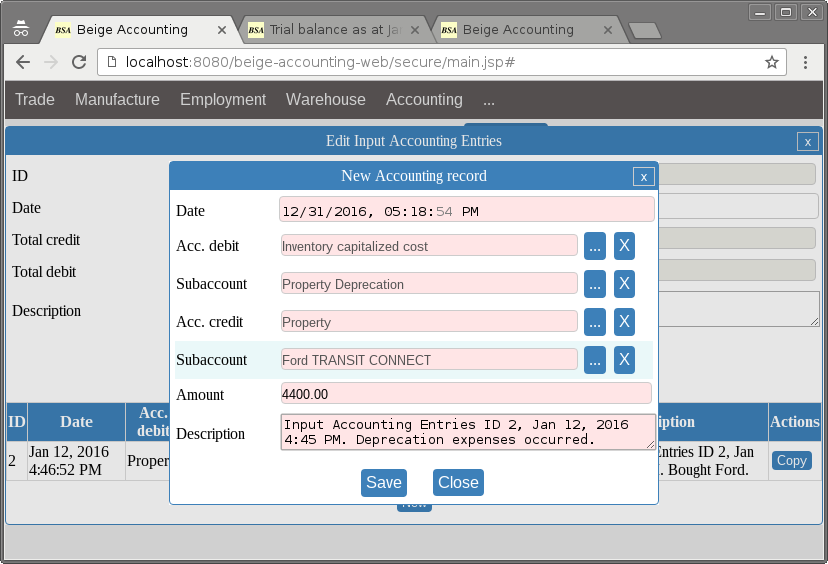 BSA Beige Accounting
BSA Trial balance as at Jan
BSA Beige Accounting
localhost:8080/beige-accounting-web/secure/main.jsp#
Trade Manufacture Employment Warehouse Accounting ...
Edit Input Accounting Entries x
ID
Date
Total credit
Total debit
Description
New Accounting record x
Date 12/31/2016, 05:18:54 PM
Acc. debit Inventory capitalized cost ... X
Subaccount Property Deprecation ... X
Acc. credit Property ... X
Subaccount Ford TRANSIT CONNECT ... X
Amount 4400.00
Description Input Accounting Entries ID 2, Jan 12, 2016
4:45 PM. Deprecation expenses occurred.
Save Close
ID Date Acc. debit iption Actions
2 Jan 12, 2016 Proper Entries ID 2, Jan Copy
4:46:52 PM . Bought Ford.
New